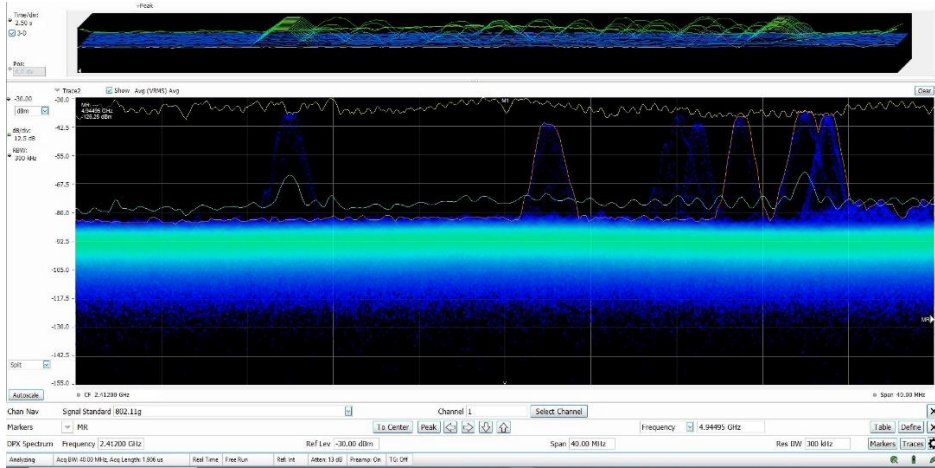 +Peak
Time/div:
2.50 s
3-D
Pos:
Trace2 Show Avg (VRMS) Avg Clear
-30.00
dBm
dB/div:
12.5 dB
RBW:
300 kHz
-30.0
MR: ---
4.94495 GHz
-126.25 dBm
M1
-42.5
-55.0
-67.5
-80.0
-92.5
-105.0
-117.5
-130.0
-142.5
-155.0
MR
Split
Autoscale CF 2.41200 GHz Span 40.00 MHz
Chan Nav Signal Standard 802.11g Channel 1 Select Channel X
Markers MR To Center Peak Frequency 4.94495 GHz Table Define X
DPX Spectrum Frequency 2.41200 GHz Ref Lev -30.00 dBm Span 40.00 MHz Res BW 300 kHz Markers Traces
Analyzing Acq BW: 40.00 MHz, Acq Length: 1.906 us Real Time Free Run Ref: Int Atten: 13 dB Preamp: On TG: Off